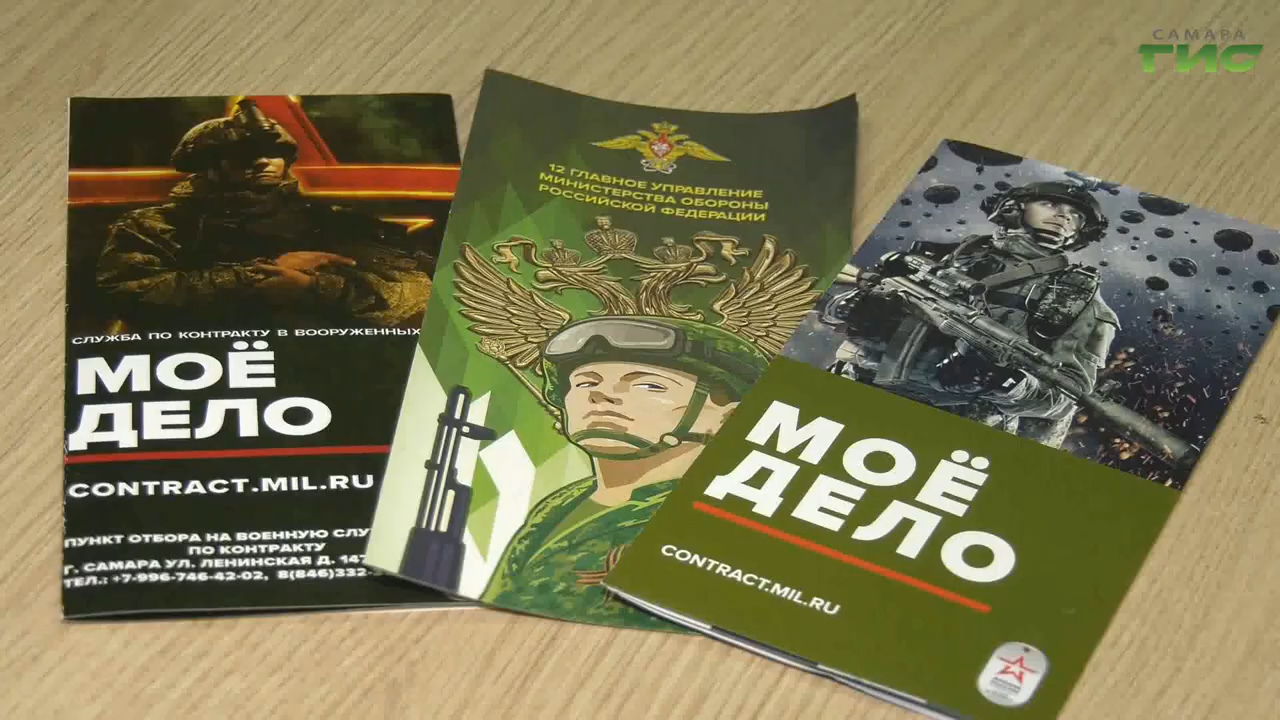 САМАРА
ГИС
СЛУЖБА ПО КОНТРАКТУ В ВООРУЖЕННЫХ
МОЁ
ДЕЛО
CONTRACT.MIL.RU
ПУНКТ ОТБОРА НА ВОЕННУЮ
ПО КОНТРАКТУ
Г. САМАРА УЛ. ЛЕНИНСКАЯ Д. 147
ТЕЛ.: +7-996-746-42-02, 8(846)332-
12 ГЛАВНОЕ УПРАВЛЕНИЕ
МИНИСТЕРСТВА ОБОРОНЫ
РОССИЙСКОЙ ФЕДЕРАЦИИ
МОЁ
ДЕЛО
CONTRACT.MIL.RU